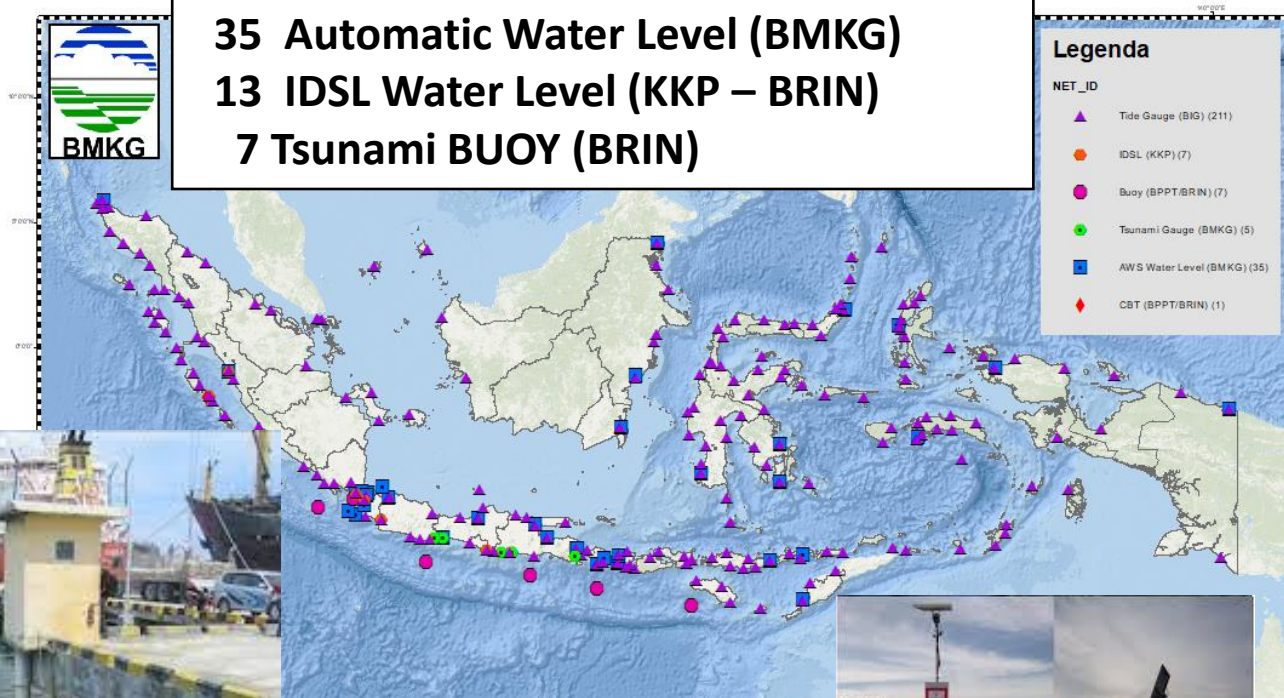 35 Automatic Water Level (BMKG)
13 IDSL Water Level (KKP – BRIN)
7 Tsunami BUOY (BRIN)
BMKG
Legenda
NET_ID
Tide Gauge (BIG) (211)
IDSL (KKP) (7)
Buoy (BPPT/BRIN) (7)
Tsunami Gauge (BMKG) (5)
AWS Water Level (BMKG) (35)
CBT (BPPT/BRIN) (1)